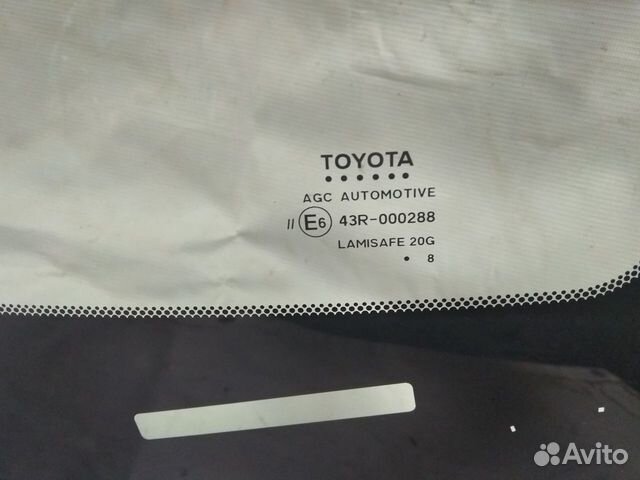 TOYOTA
••••••
AGC AUTOMOTIVE
II E6 43R-000288
LAMISAFE 20G
• 8
Avito